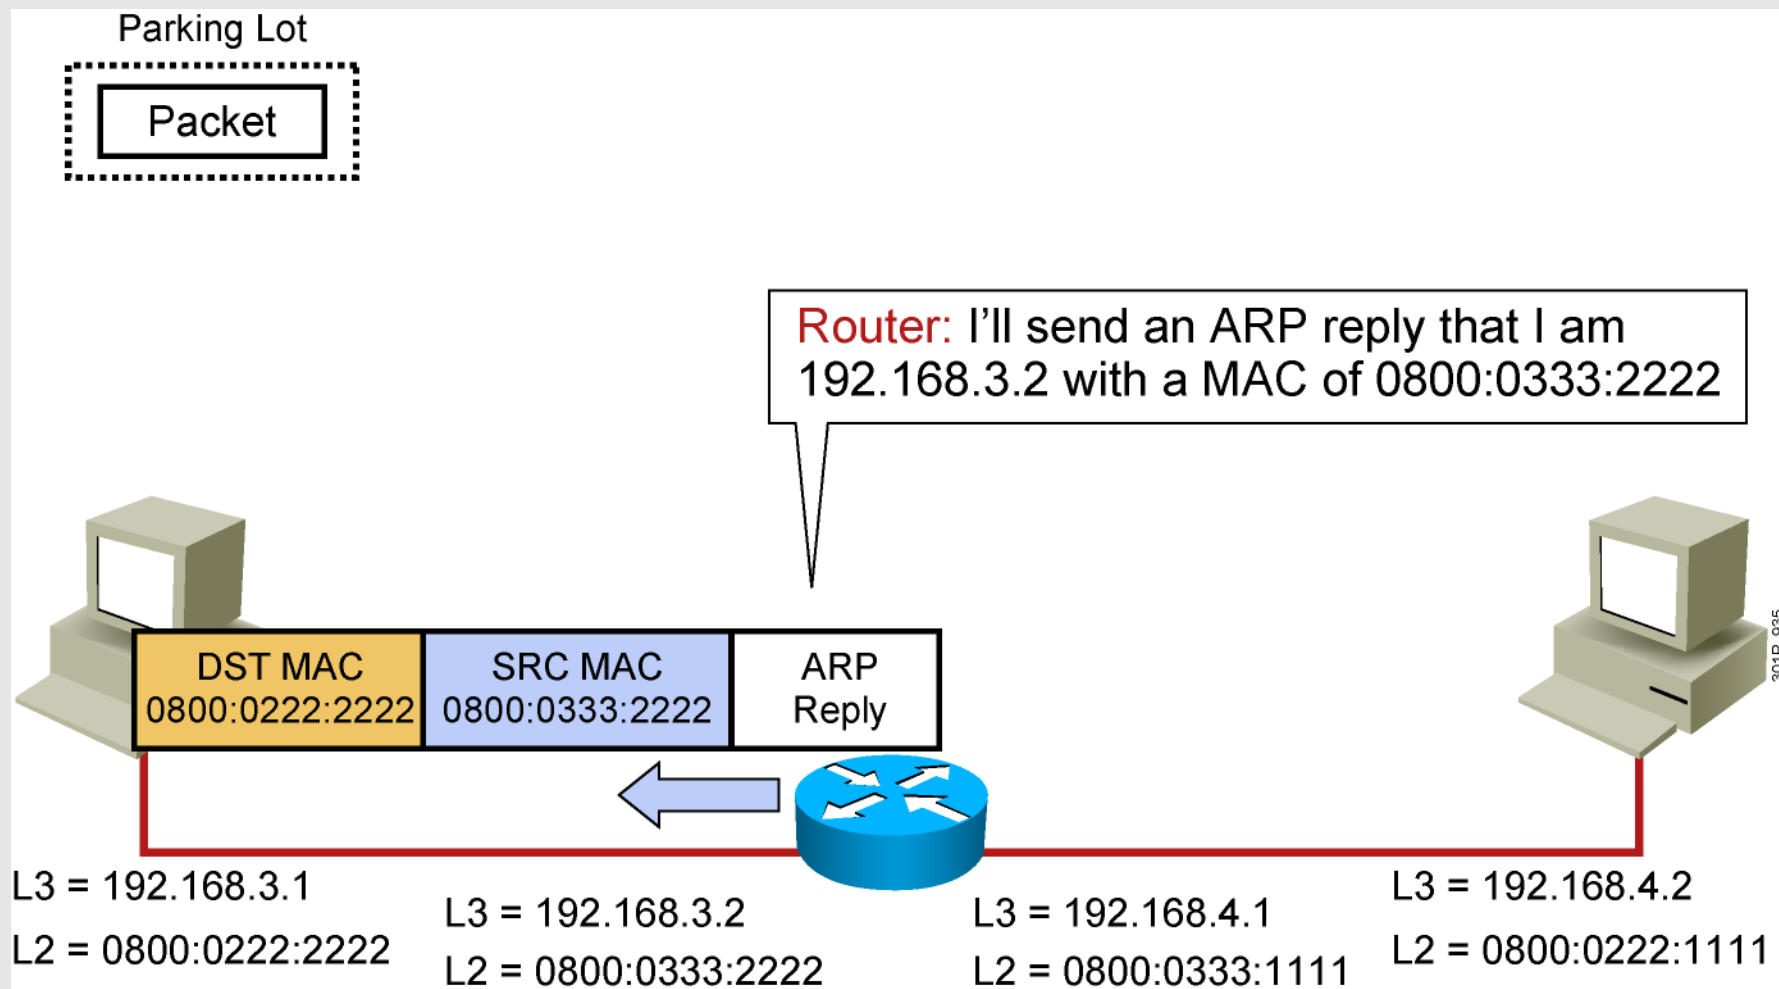 Parking Lot
Packet
Router: I'll send an ARP reply that I am
192.168.3.2 with a MAC of 0800:0333:2222
DST MAC
0800:0222:2222
SRC MAC
0800:0333:2222
ARP
Reply
301P_935
L3 = 192.168.3.1
L2 = 0800:0222:2222
L3 = 192.168.3.2
L2 = 0800:0333:2222
L3 = 192.168.4.1
L2 = 0800:0333:1111
L3 = 192.168.4.2
L2 = 0800:0222:1111